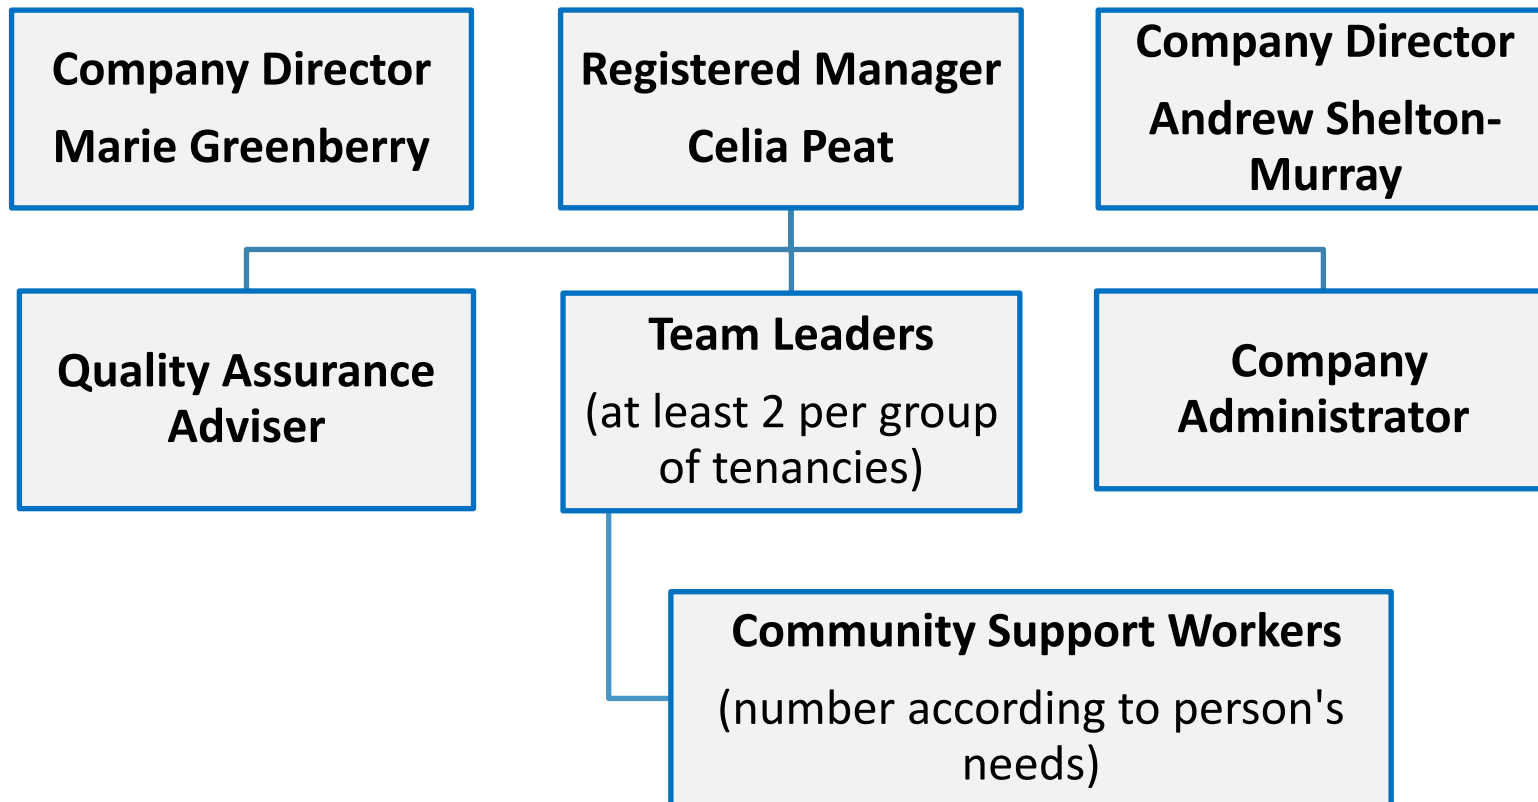 Company Director
Marie Greenberry
Registered Manager
Celia Peat
Company Director
Andrew Shelton-
Murray
Quality Assurance
Adviser
Team Leaders
(at least 2 per group
of tenancies)
Company
Administrator
Community Support Workers
(number according to person's
needs)